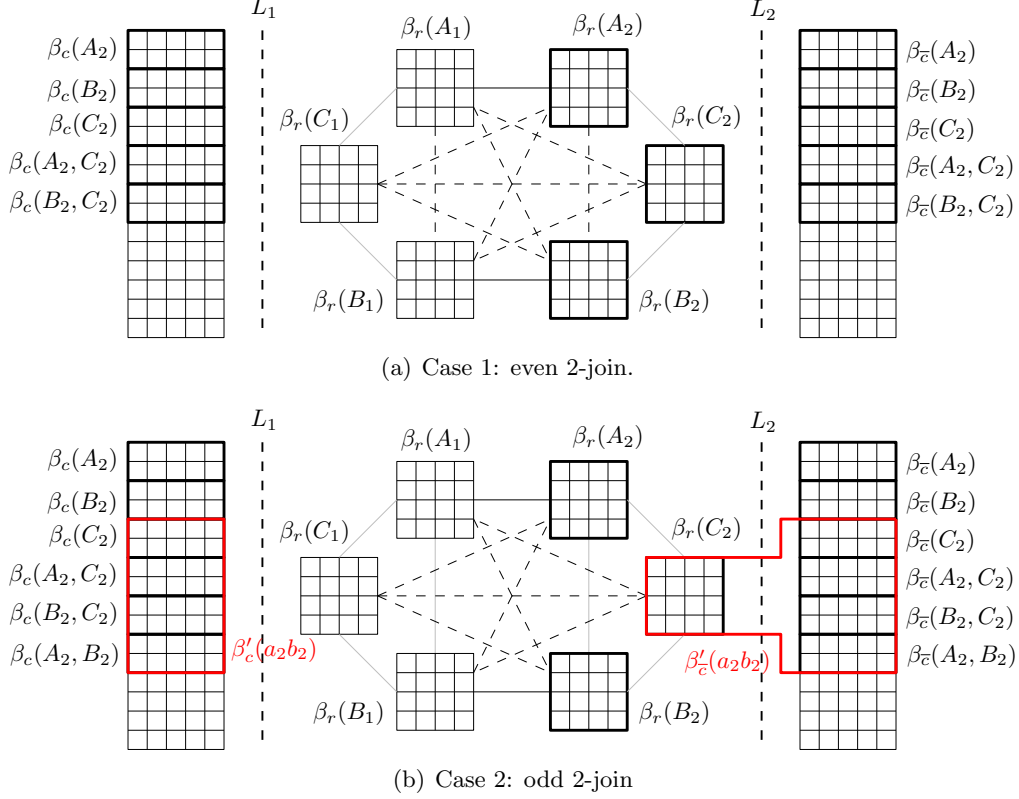 L₁ L₂
β_r(A₁) β_r(A₂)
β_c(A₂) β_c̅(A₂)
β_c(B₂) β_c̅(B₂)
β_c(C₂) β_r(C₁) β_r(C₂) β_c̅(C₂)
β_c(A₂, C₂) β_c̅(A₂, C₂)
β_c(B₂, C₂) β_c̅(B₂, C₂)
β_r(B₁) β_r(B₂)
(a) Case 1: even 2-join.
L₁ L₂
β_r(A₁) β_r(A₂)
β_c(A₂) β_c̅(A₂)
β_c(B₂) β_c̅(B₂)
β_c(C₂) β_r(C₁) β_r(C₂) β_c̅(C₂)
β_c(A₂, C₂) β_c̅(A₂, C₂)
β_c(B₂, C₂) β_c̅(B₂, C₂)
β_c(A₂, B₂) β′_c(a₂b₂) β′_c̅(a₂b₂) β_c̅(A₂, B₂)
β_r(B₁) β_r(B₂)
(b) Case 2: odd 2-join